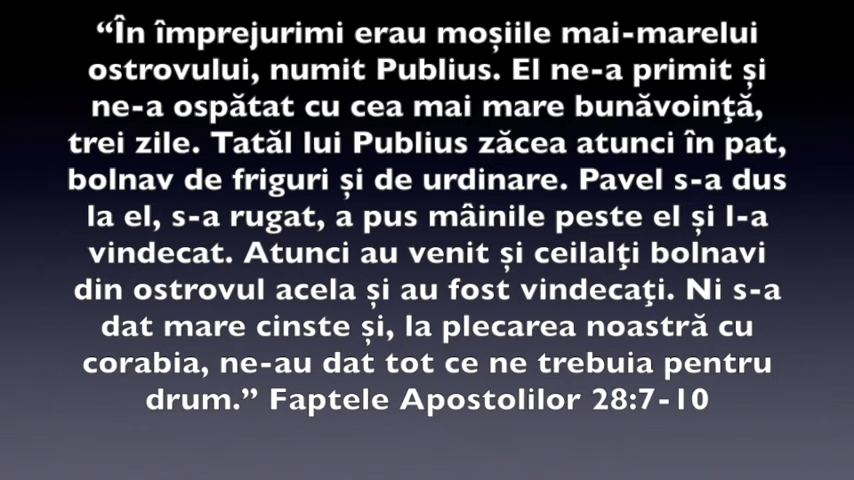 “În împrejurimi erau moșiile mai-marelui
ostrovului, numit Publius. El ne-a primit și
ne-a ospătat cu cea mai mare bunăvoinţă,
trei zile. Tatăl lui Publius zăcea atunci în pat,
bolnav de friguri și de urdinare. Pavel s-a dus
la el, s-a rugat, a pus mâinile peste el și l-a
vindecat. Atunci au venit și ceilalţi bolnavi
din ostrovul acela și au fost vindecaţi. Ni s-a
dat mare cinste și, la plecarea noastră cu
corabia, ne-au dat tot ce ne trebuia pentru
drum.” Faptele Apostolilor 28:7-10